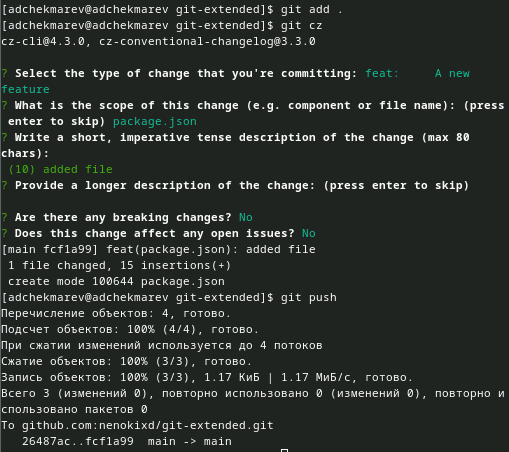 [adchekmarev@adchekmarev git-extended]$ git add .
[adchekmarev@adchekmarev git-extended]$ git cz
cz-cli@4.3.0, cz-conventional-changelog@3.3.0
? Select the type of change that you're committing: feat:     A new
feature
? What is the scope of this change (e.g. component or file name): (press
 enter to skip) package.json
? Write a short, imperative tense description of the change (max 80
chars):
 (10) added file
? Provide a longer description of the change: (press enter to skip)
? Are there any breaking changes? No
? Does this change affect any open issues? No
[main fcf1a99] feat(package.json): added file
 1 file changed, 15 insertions(+)
 create mode 100644 package.json
[adchekmarev@adchekmarev git-extended]$ git push
Перечисление объектов: 4, готово.
Подсчет объектов: 100% (4/4), готово.
При сжатии изменений используется до 4 потоков
Сжатие объектов: 100% (3/3), готово.
Запись объектов: 100% (3/3), 1.17 КиБ | 1.17 МиБ/с, готово.
Всего 3 (изменений 0), повторно использовано 0 (изменений 0), повторно и
спользовано пакетов 0
To github.com:nenokixd/git-extended.git
   26487ac..fcf1a99  main -> main